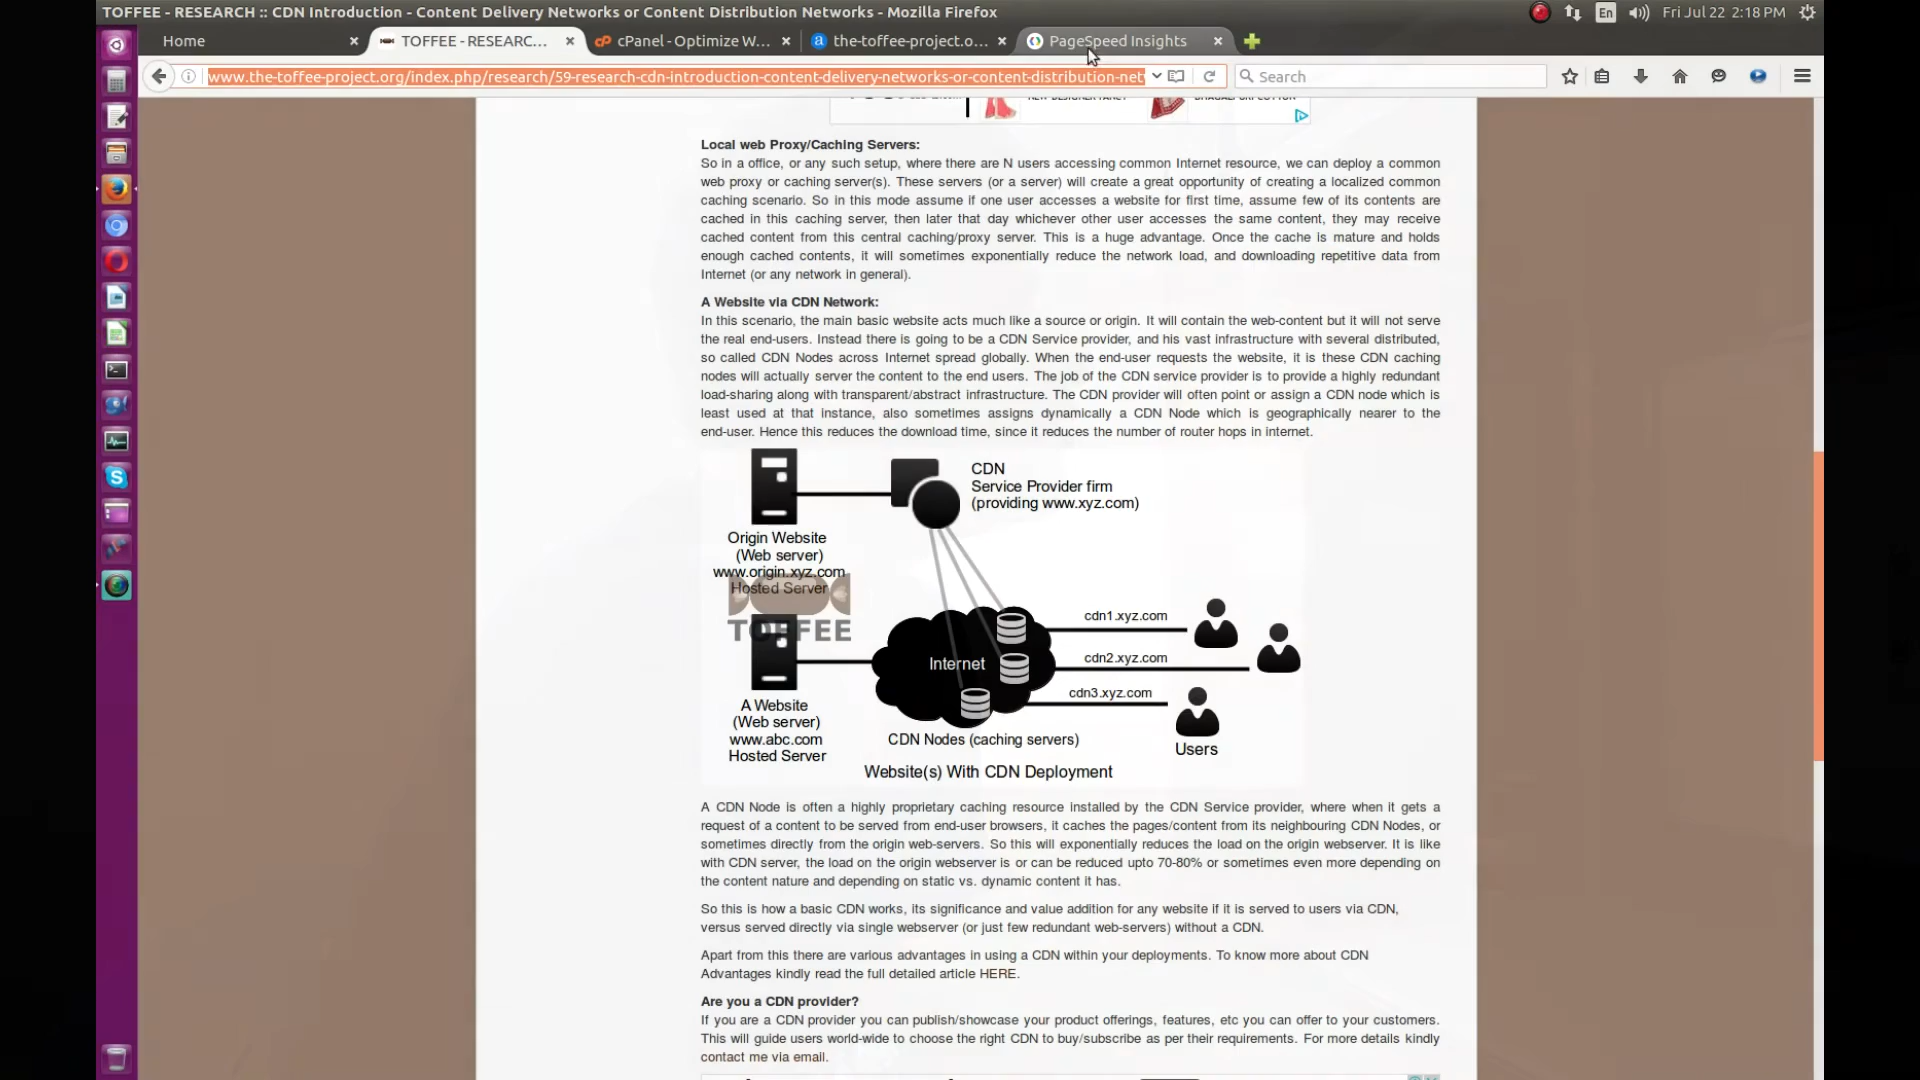 TOFFEE - RESEARCH :: CDN Introduction - Content Delivery Networks or Content Distribution Networks - Mozilla Firefox
En
Fri Jul 22 2:18 PM
Home
TOFFEE - RESEARC...
cPanel - Optimize W...
the-toffee-project.o...
PageSpeed Insights
www.the-toffee-project.org/index.php/research/59-research-cdn-introduction-content-delivery-networks-or-content-distribution-net
Search
Local web Proxy/Caching Servers:
So in a office, or any such setup, where there are N users accessing common Internet resource, we can deploy a common
web proxy or caching server(s). These servers (or a server) will create a great opportunity of creating a localized common
caching scenario. So in this mode assume if one user accesses a website for first time, assume few of its contents are
cached in this caching server, then later that day whichever other user accesses the same content, they may receive
cached content from this central caching/proxy server. This is a huge advantage. Once the cache is mature and holds
enough cached contents, it will sometimes exponentially reduce the network load, and downloading repetitive data from
Internet (or any network in general).
A Website via CDN Network:
In this scenario, the main basic website acts much like a source or origin. It will contain the web-content but it will not serve
the real end-users. Instead there is going to be a CDN Service provider, and his vast infrastructure with several distributed,
so called CDN Nodes across Internet spread globally. When the end-user requests the website, it is these CDN caching
nodes will actually server the content to the end users. The job of the CDN service provider is to provide a highly redundant
load-sharing along with transparent/abstract infrastructure. The CDN provider will often point or assign a CDN node which is
least used at that instance, also sometimes assigns dynamically a CDN Node which is geographically nearer to the
end-user. Hence this reduces the download time, since it reduces the number of router hops in internet.
CDN
Service Provider firm
(providing www.xyz.com)
Origin Website
(Web server)
www.origin.xyz.com
Hosted Server
TOFFEE
cdn1.xyz.com
Internet
cdn2.xyz.com
cdn3.xyz.com
A Website
(Web server)
www.abc.com
Hosted Server
CDN Nodes (caching servers)
Users
Website(s) With CDN Deployment
A CDN Node is often a highly proprietary caching resource installed by the CDN Service provider, where when it gets a
request of a content to be served from end-user browsers, it caches the pages/content from its neighbouring CDN Nodes, or
sometimes directly from the origin web-servers. So this will exponentially reduces the load on the origin webserver. It is like
with CDN server, the load on the origin webserver is or can be reduced upto 70-80% or sometimes even more depending on
the content nature and depending on static vs. dynamic content it has.
So this is how a basic CDN works, its significance and value addition for any website if it is served to users via CDN,
versus served directly via single webserver (or just few redundant web-servers) without a CDN.
Apart from this there are various advantages in using a CDN within your deployments. To know more about CDN
Advantages kindly read the full detailed article HERE.
Are you a CDN provider?
If you are a CDN provider you can publish/showcase your product offerings, features, etc you can offer to your customers.
This will guide users world-wide to choose the right CDN to buy/subscribe as per their requirements. For more details kindly
contact me via email.